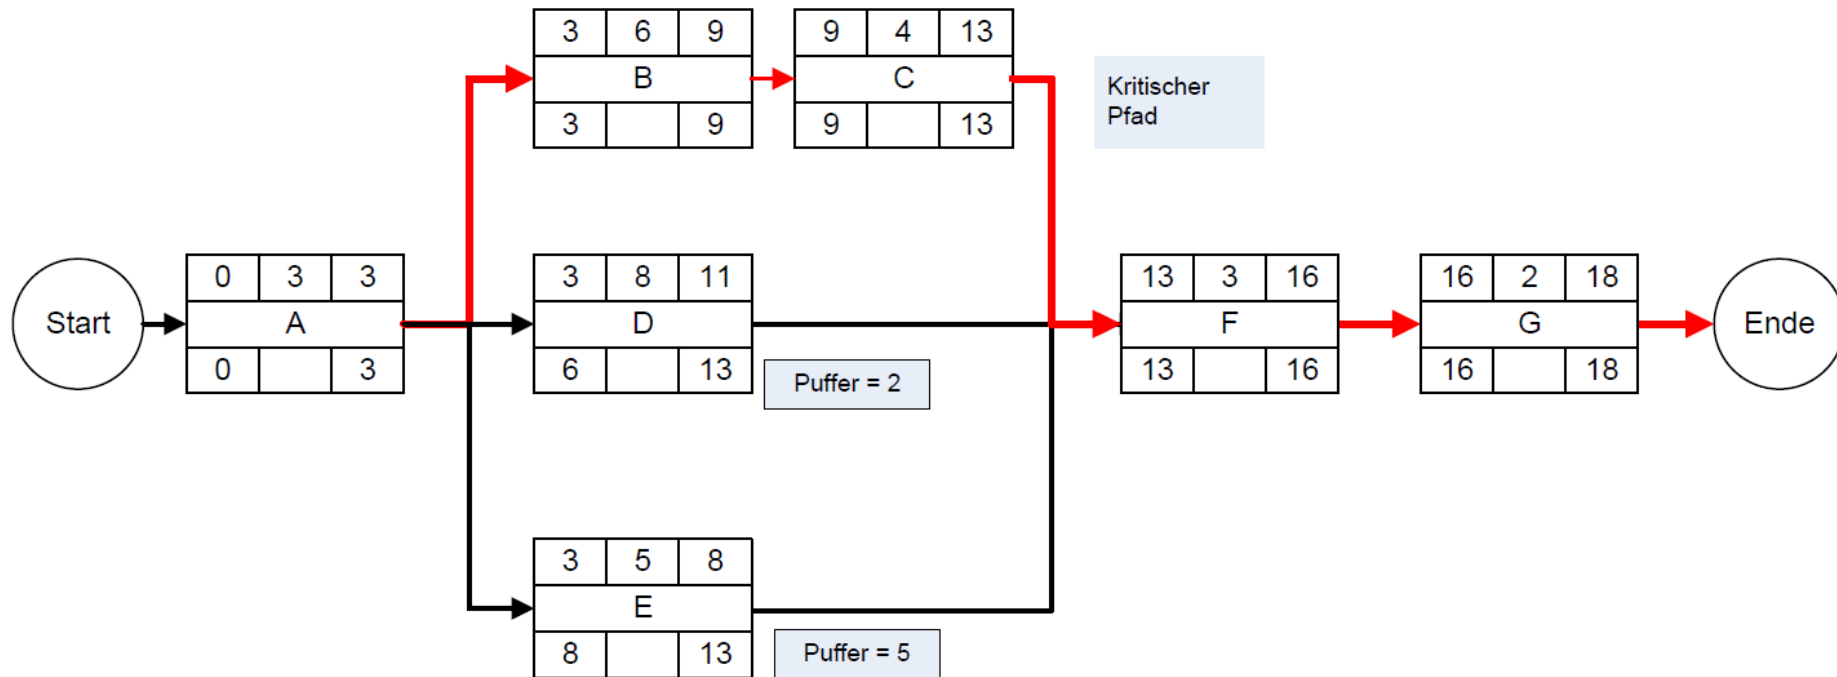 3 6 9
B
3 9
9 4 13
C
9 13
Kritischer
Pfad
Start
0 3 3
A
0 3
3 8 11
D
6 13
Puffer = 2
13 3 16
F
13 16
16 2 18
G
16 18
Ende
3 5 8
E
8 13
Puffer = 5